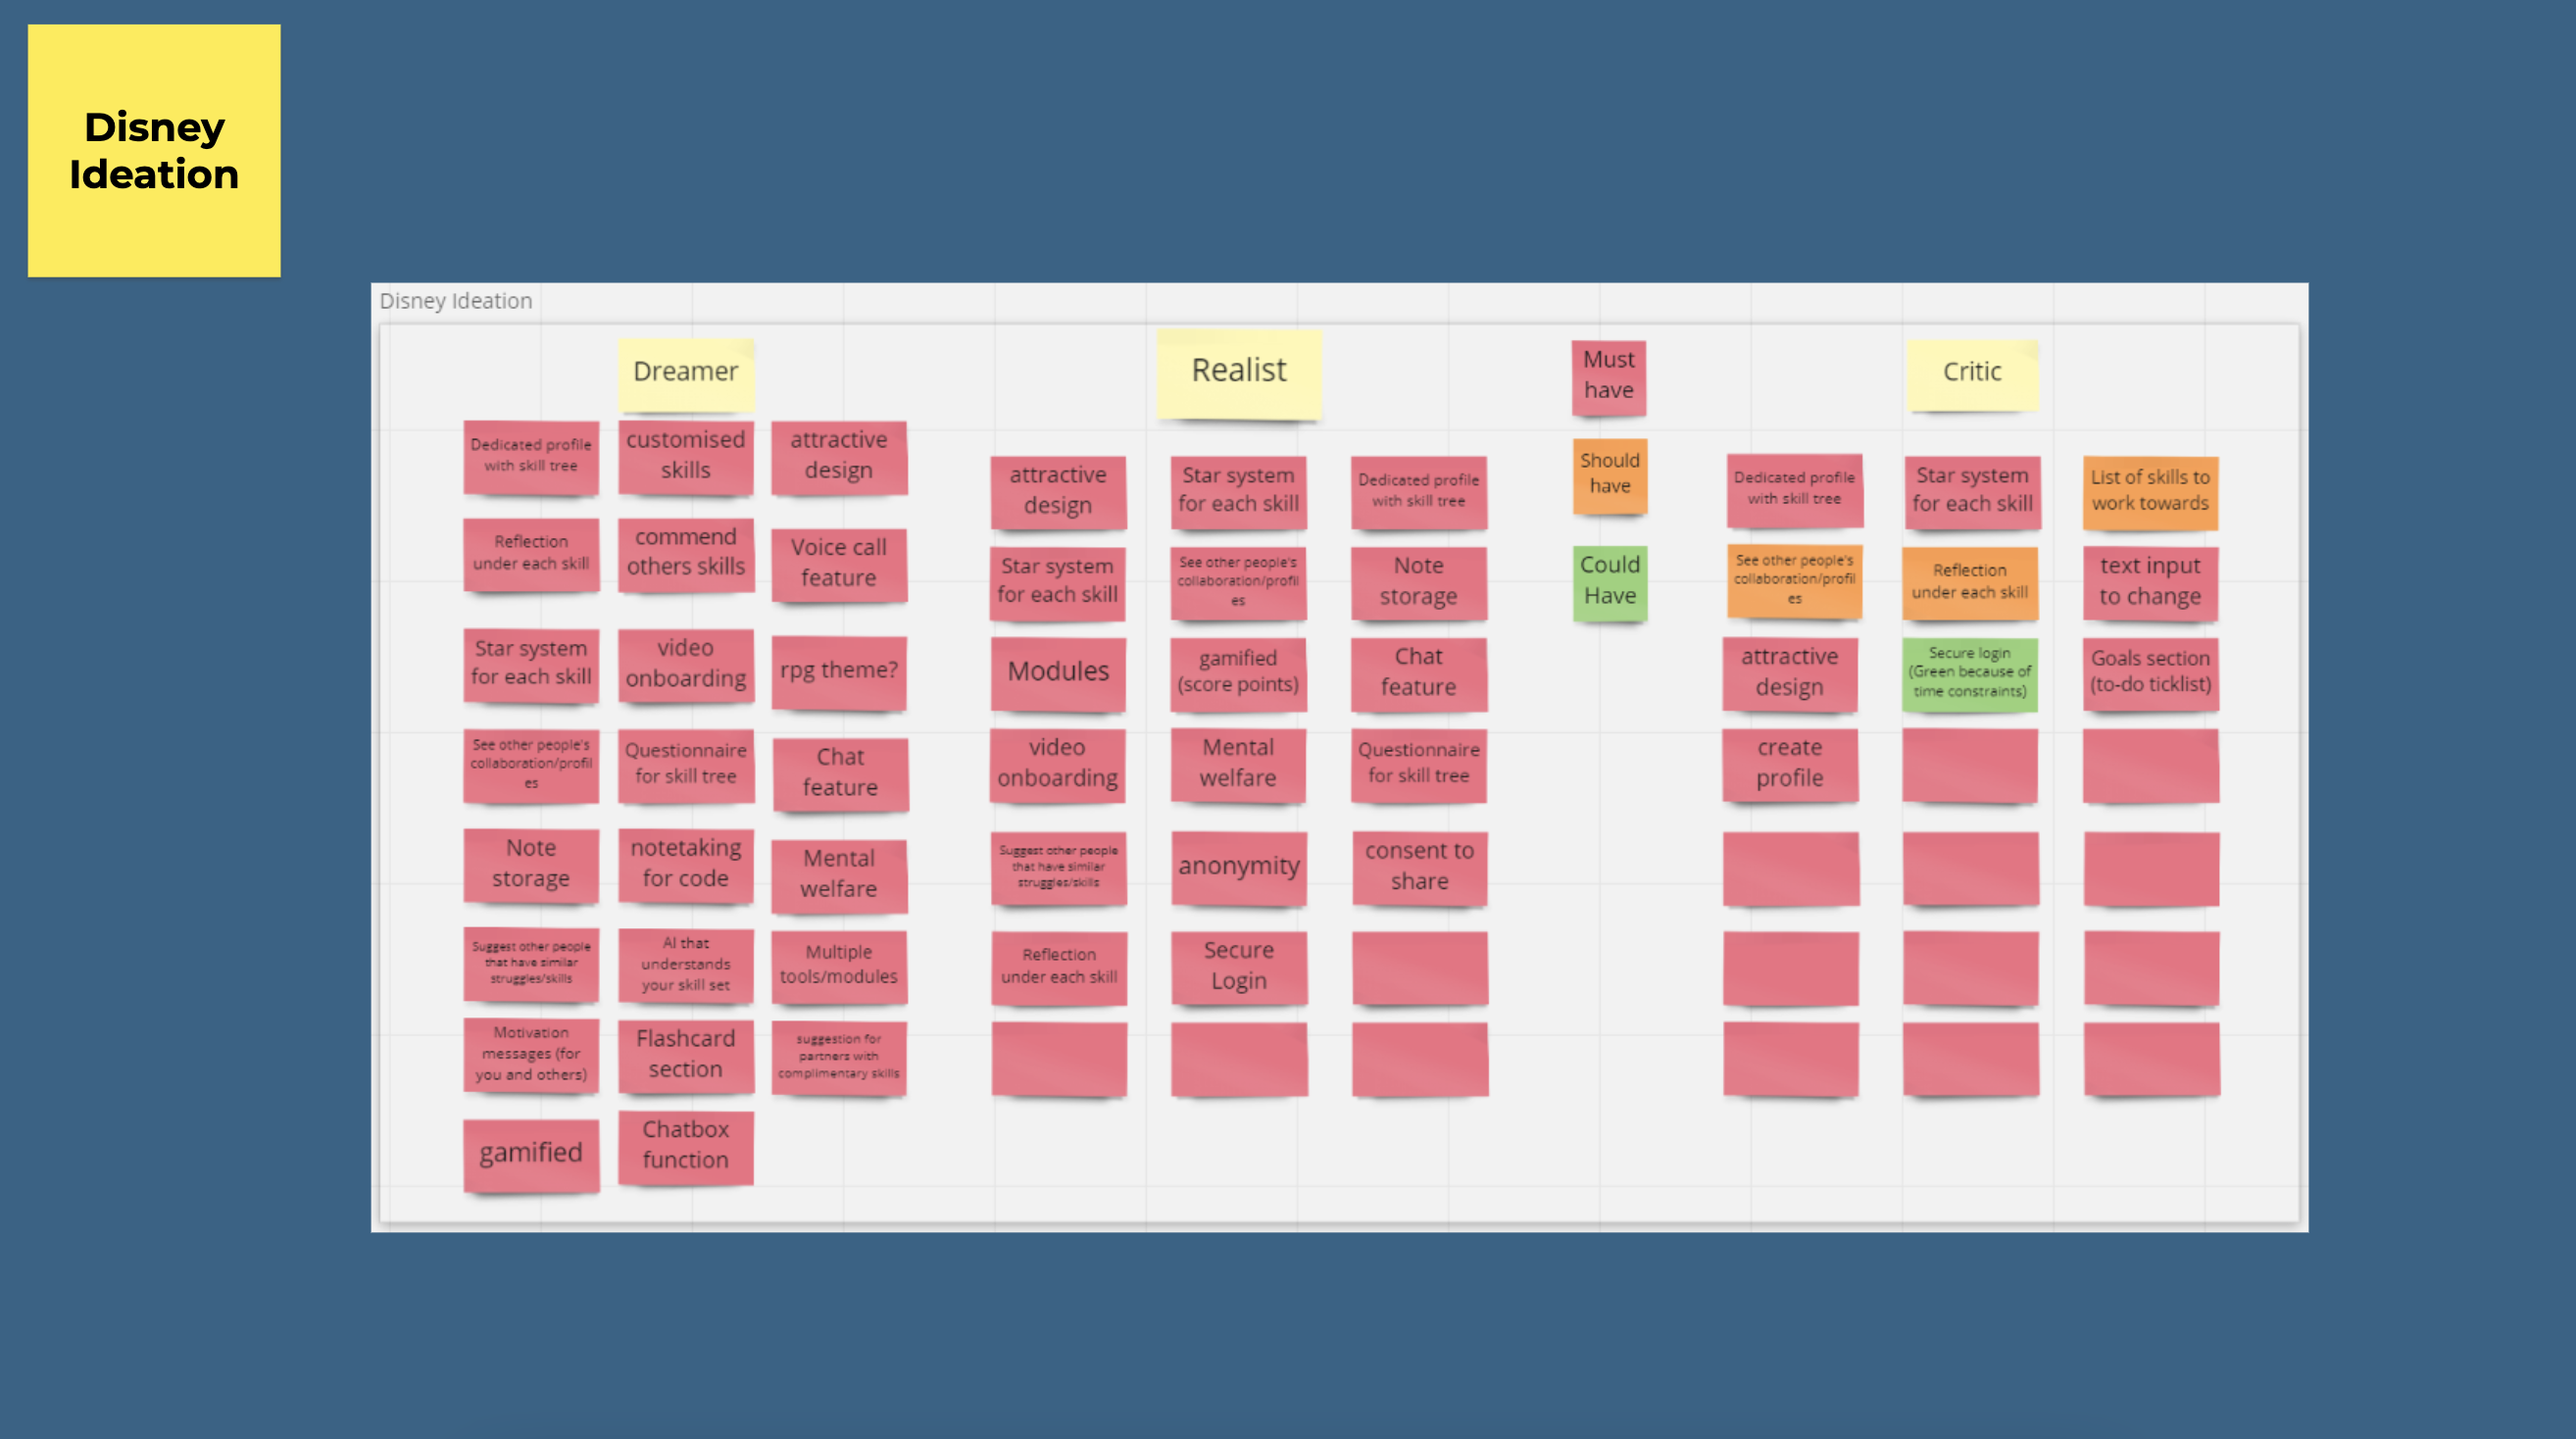 Disney
Ideation
Disney Ideation
Dreamer
Dedicated profile
with skill tree
customised
skills
attractive
design
Reflection
under each skill
commend
others skills
Voice call
feature
Star system
for each skill
video
onboarding
rpg theme?
See other people's
collaboration/profil
es
Questionnaire
for skill tree
Chat
feature
Note
storage
notetaking
for code
Mental
welfare
Suggest other people
that have similar
struggles/skills
AI that
understands
your skill set
Multiple
tools/modules
Motivation
messages (for
you and others)
Flashcard
section
suggestion for
partners with
complimentary skills
gamified
Chatbox
function
Realist
attractive
design
Star system
for each skill
Dedicated profile
with skill tree
Star system
for each skill
See other people's
collaboration/profil
es
Note
storage
Modules
gamified
(score points)
Chat
feature
video
onboarding
Mental
welfare
Questionnaire
for skill tree
Suggest other people
that have similar
struggles/skills
anonymity
consent to
share
Reflection
under each skill
Secure
Login
Must
have
Should
have
Could
Have
Critic
Dedicated profile
with skill tree
Star system
for each skill
List of skills to
work towards
See other people's
collaboration/profil
es
Reflection
under each skill
text input
to change
attractive
design
Secure login
(Green because of
time constraints)
Goals section
(to-do ticklist)
create
profile